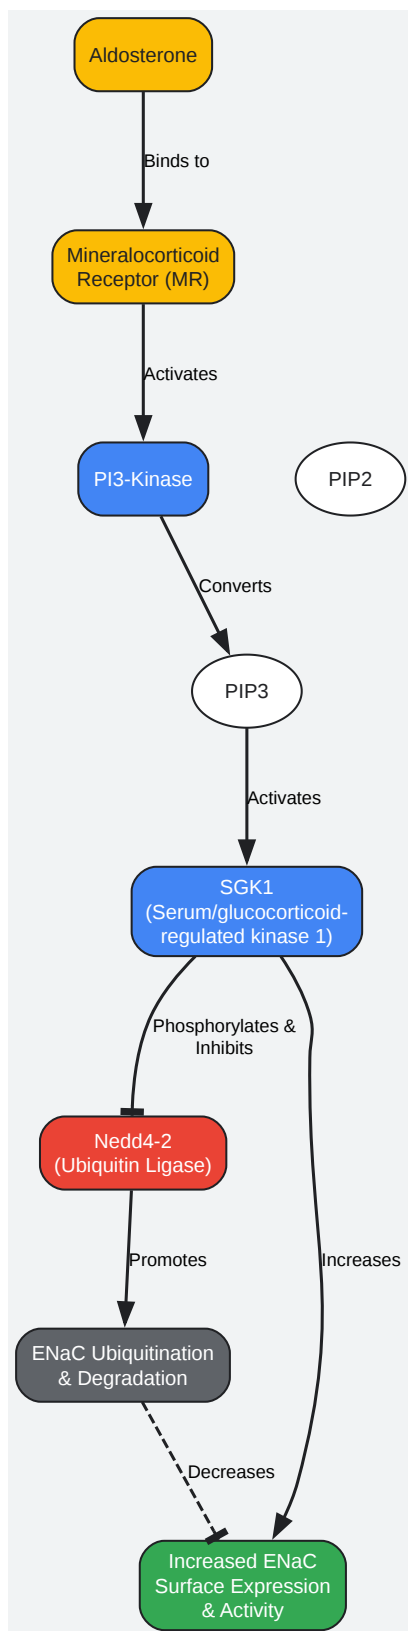 Aldosterone
Binds to
Mineralocorticoid
Receptor (MR)
Activates
PI3-Kinase
PIP2
Converts
PIP3
Activates
SGK1
(Serum/glucocorticoid-
regulated kinase 1)
Phosphorylates &
Inhibits
Nedd4-2
(Ubiquitin Ligase)
Promotes
Increases
ENaC Ubiquitination
& Degradation
Decreases
Increased ENaC
Surface Expression
& Activity